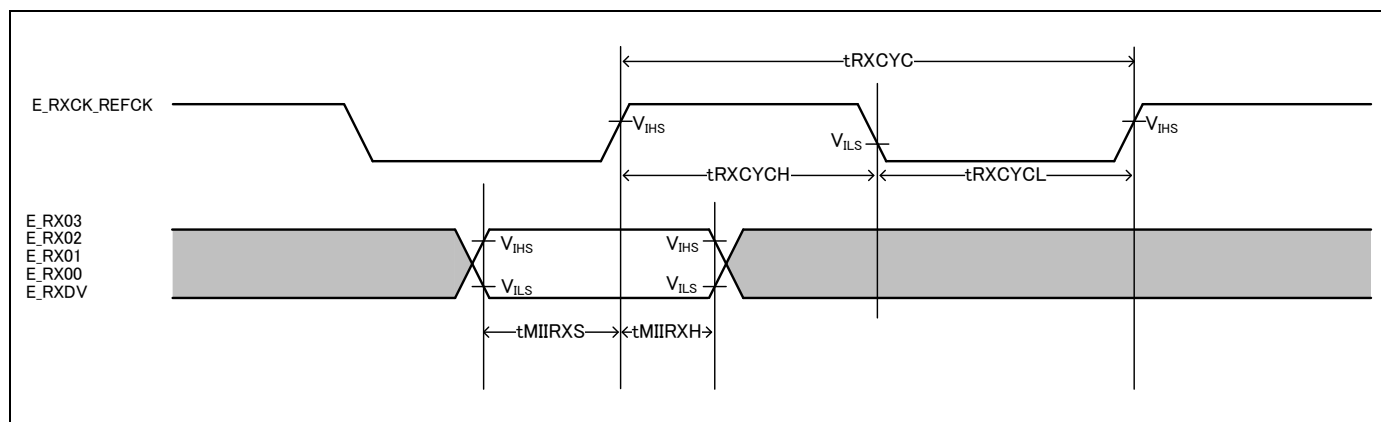 tRXCYC
E_RXCK_REFCK
VIHS
VILS
VIHS
tRXCYCH
tRXCYCL
E_RX03
E_RX02
E_RX01
E_RX00
E_RXDV
VIHS
VIHS
VILS
VILS
tMIIRXS
tMIIRXH